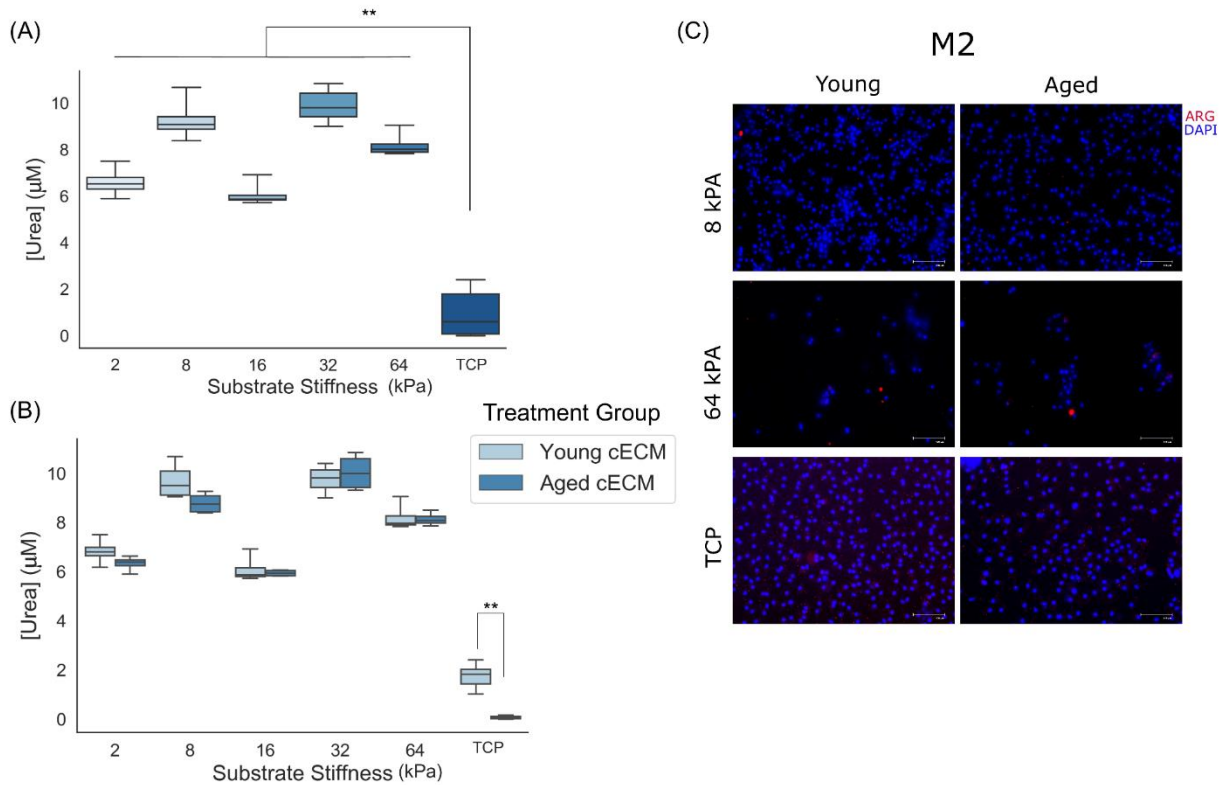 (A)
**
[Urea] (µM)
10
8
6
4
2
0
2 8 16 32 64 TCP
Substrate Stiffness (kPa)
(B)
Treatment Group
Young cECM
Aged cECM
[Urea] (µM)
10
8
6
4
2
0
**
2 8 16 32 64 TCP
Substrate Stiffness (kPa)
(C)
M2
Young Aged
ARG
DAPI
8 kPA
64 kPA
TCP